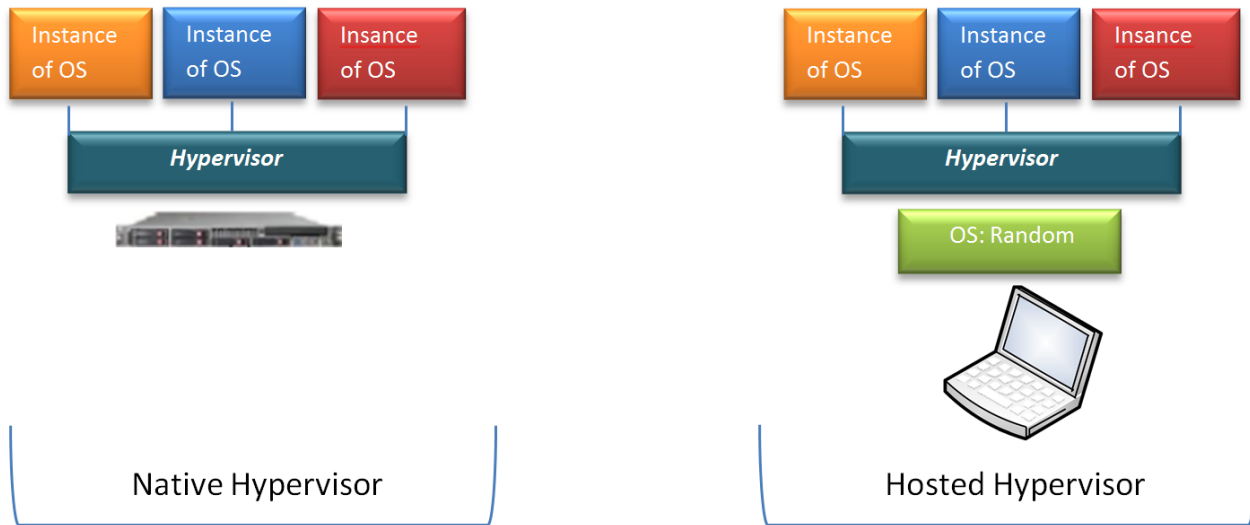 Instance
of OS
Instance
of OS
Insance
of OS
Hypervisor
Native Hypervisor
Instance
of OS
Instance
of OS
Insance
of OS
Hypervisor
OS: Random
Hosted Hypervisor